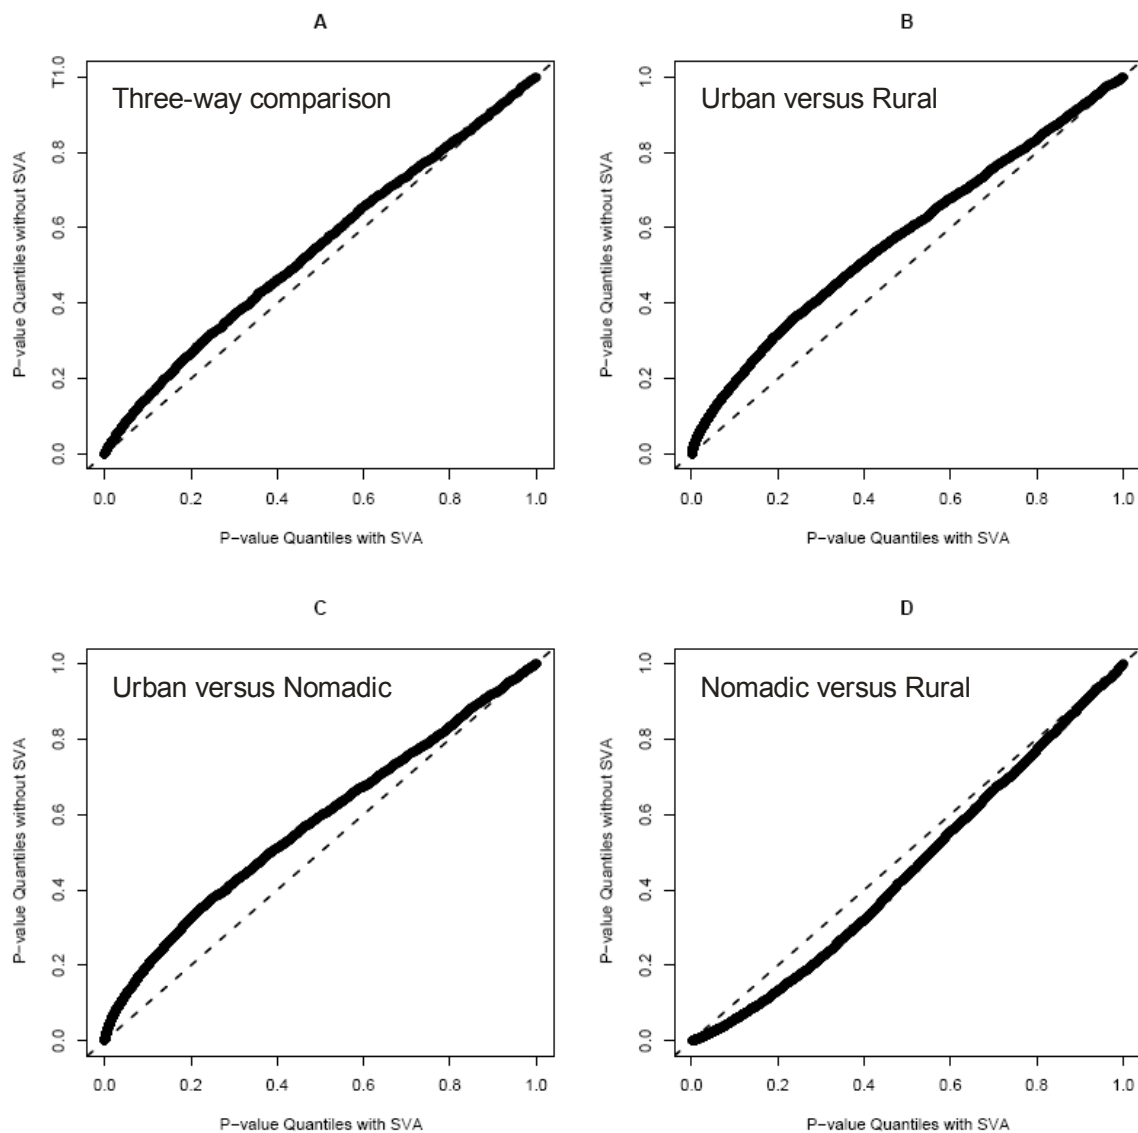 A
Three-way comparison
P-value Quantiles without SVA
T1.0
0.8
0.6
0.4
0.2
0.0
0.0 0.2 0.4 0.6 0.8 1.0
P-value Quantiles with SVA
B
Urban versus Rural
P-value Quantiles without SVA
1.0
0.8
0.6
0.4
0.2
0.0
0.0 0.2 0.4 0.6 0.8 1.0
P-value Quantiles with SVA
C
Urban versus Nomadic
P-value Quantiles without SVA
1.0
0.8
0.6
0.4
0.2
0.0
0.0 0.2 0.4 0.6 0.8 1.0
P-value Quantiles with SVA
D
Nomadic versus Rural
P-value Quantiles without SVA
1.0
0.8
0.6
0.4
0.2
0.0
0.0 0.2 0.4 0.6 0.8 1.0
P-value Quantiles with SVA